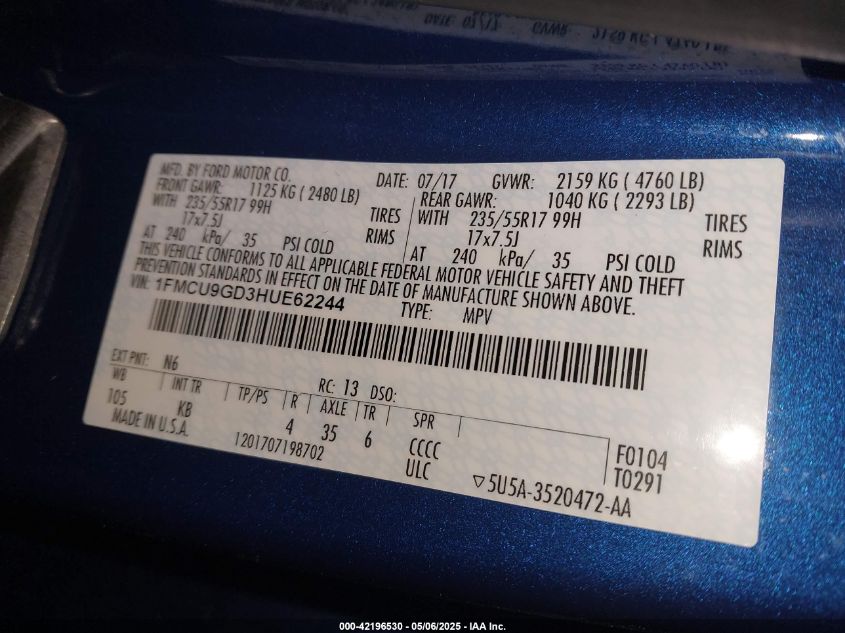 MFD. BY FORD MOTOR CO.
DATE: 07/17 GVWR: 2159 KG ( 4760 LB)
FRONT GAWR: 1125 KG ( 2480 LB) REAR GAWR: 1040 KG ( 2293 LB)
WITH 235/55R17 99H TIRES WITH 235/55R17 99H TIRES
17x7.5J RIMS 17x7.5J RIMS
AT 240 kPa/ 35 PSI COLD AT 240 kPa/ 35 PSI COLD
THIS VEHICLE CONFORMS TO ALL APPLICABLE FEDERAL MOTOR VEHICLE SAFETY AND THEFT
PREVENTION STANDARDS IN EFFECT ON THE DATE OF MANUFACTURE SHOWN ABOVE.
VIN: 1FMCU9GD3HUE62244 TYPE: MPV
EXT PNT: N6 RC: 13 DSO:
WB INT TR TP/PS R AXLE TR SPR
105 KB 4 35 6 CCCC F0104
MADE IN U.S.A. 1201707198702 ULC T0291
▽5U5A-3520472-AA
000-42196530 - 05/06/2025 - IAA Inc.